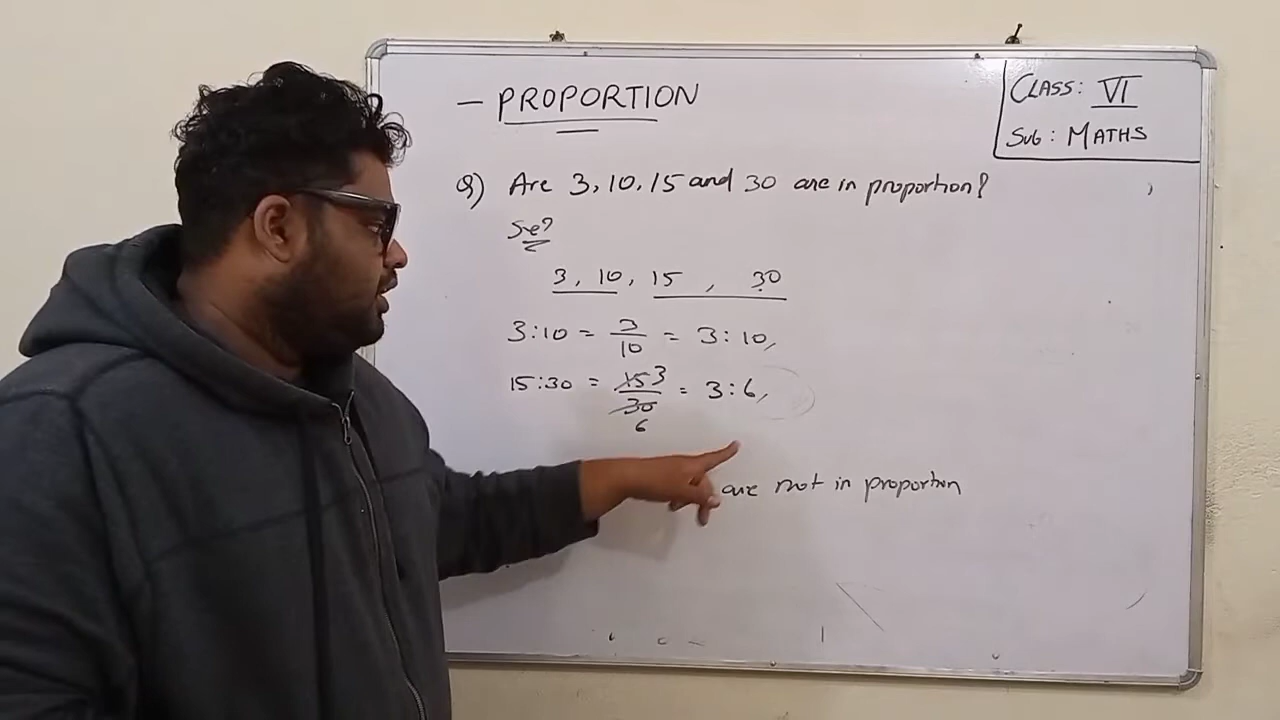 - PROPORTION
CLASS: VI
SUB: MATHS
Q) Are 3, 10, 15 and 30 are in proportion?
3, 10, 15, 30
3:10 = 3/10 = 3:10,
15:30 = 15 3/30 6 = 3:6,
are not in proportion